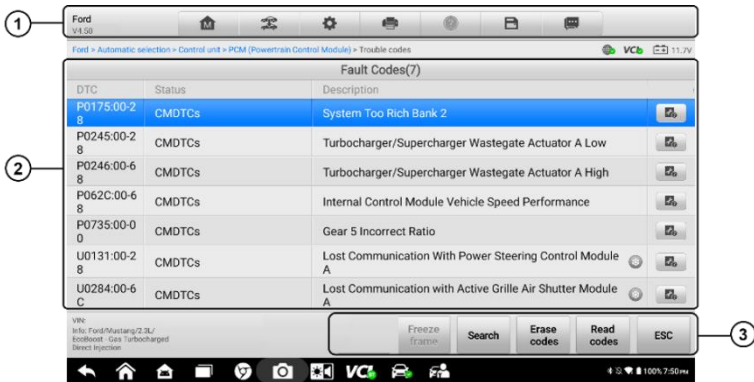 1
Ford
V4.50
M
Ford > Automatic selection > Control unit > PCM (Powertrain Control Module) > Trouble codes
VCI 11.7V
Fault Codes(7)
DTC Status Description
P0175:00-2
8 CMDTCs System Too Rich Bank 2
P0245:00-2
8 CMDTCs Turbocharger/Supercharger Wastegate Actuator A Low
2
P0246:00-6
8 CMDTCs Turbocharger/Supercharger Wastegate Actuator A High
P062C:00-6
8 CMDTCs Internal Control Module Vehicle Speed Performance
P0735:00-0
0 CMDTCs Gear 5 Incorrect Ratio
U0131:00-2
8 CMDTCs Lost Communication With Power Steering Control Module
A
U0284:00-6
C CMDTCs Lost Communication with Active Grille Air Shutter Module
A
VIN:
Info: Ford/Mustang/2.3L/
EcoBoost - Gas Turbocharged
Direct Injection
Freeze
frame
Search
Erase
codes
Read
codes
ESC
3
VCI
100% 7:50 PM